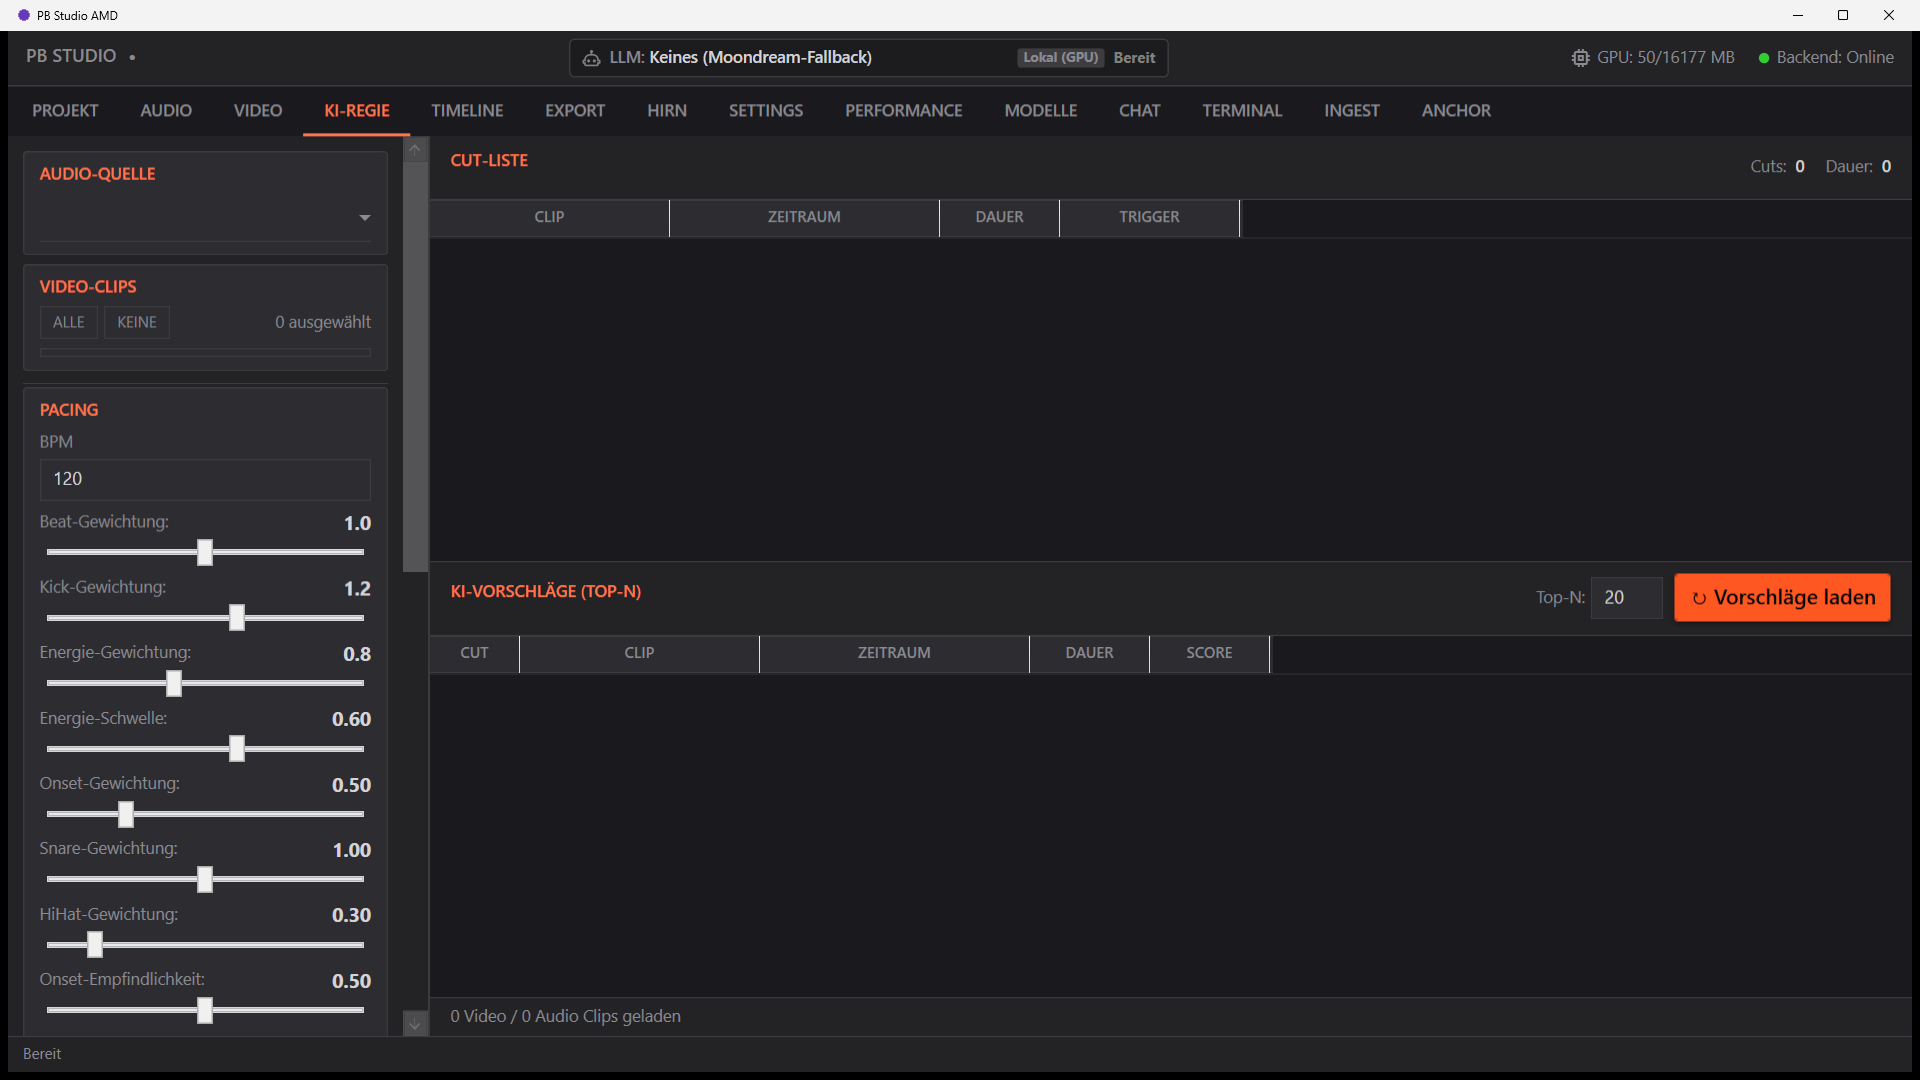 PB Studio AMD
PB STUDIO •
LLM: Keines (Moondream-Fallback) Lokal (GPU) Bereit
GPU: 50/16177 MB Backend: Online
PROJEKT AUDIO VIDEO KI-REGIE TIMELINE EXPORT HIRN SETTINGS PERFORMANCE MODELLE CHAT TERMINAL INGEST ANCHOR
AUDIO-QUELLE
VIDEO-CLIPS
ALLE KEINE 0 ausgewählt
PACING
BPM
120
Beat-Gewichtung: 1.0
Kick-Gewichtung: 1.2
Energie-Gewichtung: 0.8
Energie-Schwelle: 0.60
Onset-Gewichtung: 0.50
Snare-Gewichtung: 1.00
HiHat-Gewichtung: 0.30
Onset-Empfindlichkeit: 0.50
CUT-LISTE
Cuts: 0 Dauer: 0
CLIP ZEITRAUM DAUER TRIGGER
KI-VORSCHLÄGE (TOP-N)
Top-N: 20 ↻ Vorschläge laden
CUT CLIP ZEITRAUM DAUER SCORE
0 Video / 0 Audio Clips geladen
Bereit